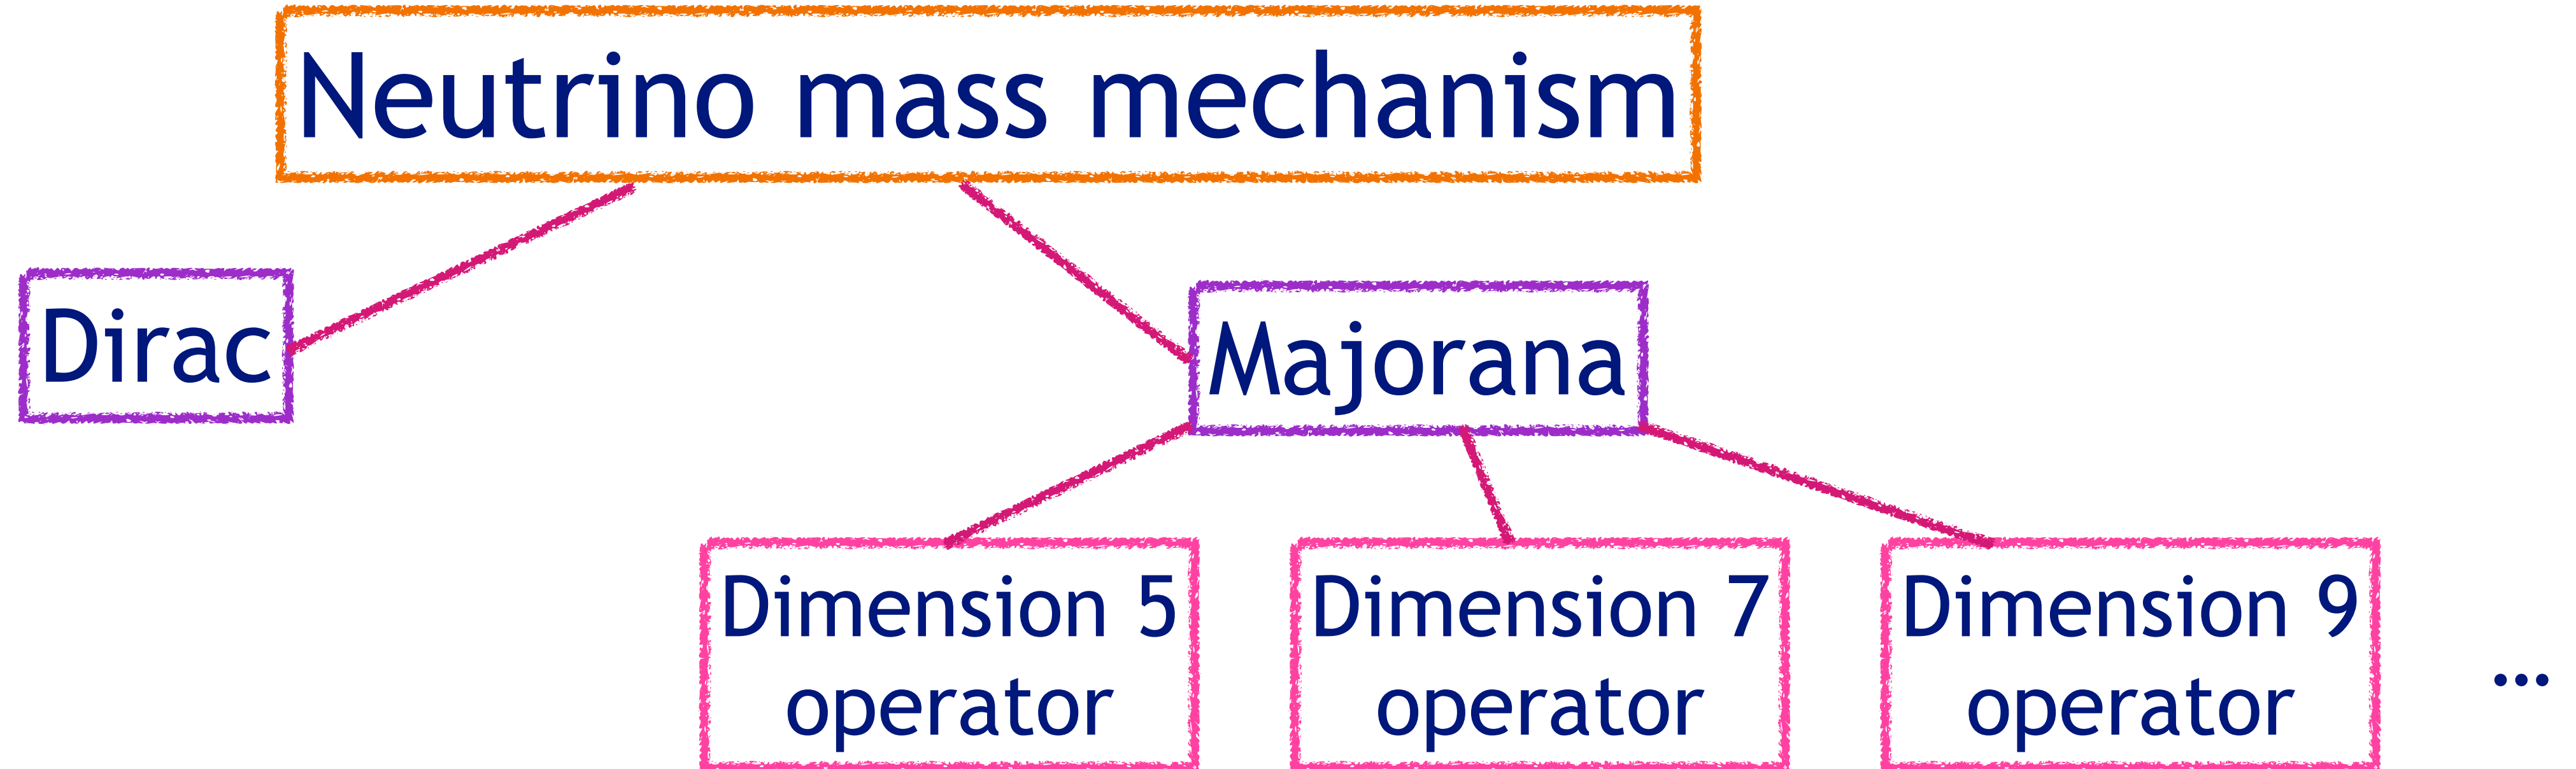 Neutrino mass mechanism
Dirac
Majorana
Dimension 5
operator
Dimension 7
operator
Dimension 9
operator
...